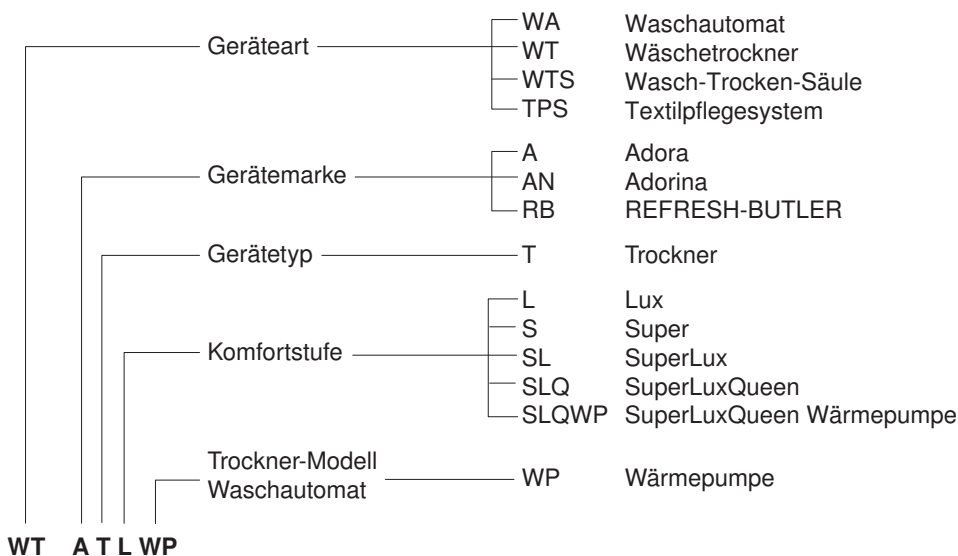 WA Waschautomat
Geräteart WT Wäschetrockner
WTS Wasch-Trocken-Säule
TPS Textilpflegesystem
A Adora
Gerätemarke AN Adorina
RB REFRESH-BUTLER
Gerätetyp T Trockner
L Lux
S Super
Komfortstufe SL SuperLux
SLQ SuperLuxQueen
SLQWP SuperLuxQueen Wärmepumpe
Trockner-Modell
Waschautomat WP Wärmepumpe
WT A T L WP